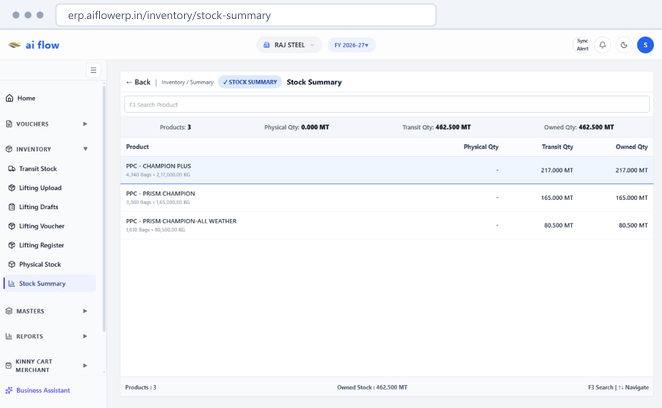 erp.aiflowerp.in/inventory/stock-summary
ai flow
RAJ STEEL
FY 2026-27
Sync Alert
S
Home
VOUCHERS
INVENTORY
Transit Stock
Lifting Upload
Lifting Drafts
Lifting Voucher
Lifting Register
Physical Stock
Stock Summary
MASTERS
REPORTS
KINNY CART MERCHANT
Business Assistant
← Back | Inventory / Summary ✓ STOCK SUMMARY Stock Summary
F3 Search Product
Products: 3 Physical Qty: 0.000 MT Transit Qty: 462.500 MT Owned Qty: 462.500 MT
Product Physical Qty Transit Qty Owned Qty
PPC - CHAMPION PLUS - 217.000 MT 217.000 MT
4,340 Bags • 2,17,000.00 KG
PPC - PRISM CHAMPION - 165.000 MT 165.000 MT
3,300 Bags • 1,65,000.00 KG
PPC - PRISM CHAMPION-ALL WEATHER - 80.500 MT 80.500 MT
1,610 Bags • 80,500.00 KG
Products : 3 Owned Stock : 462.500 MT F3 Search | ↑↓ Navigate